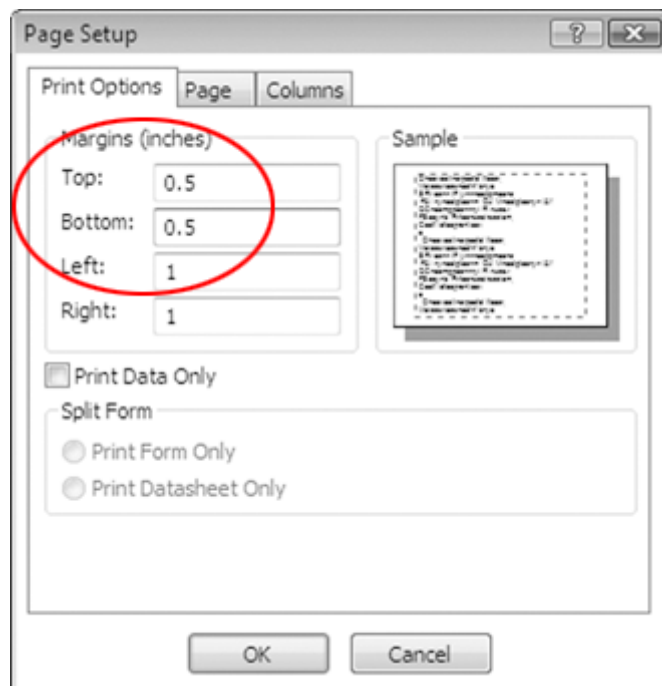 Page Setup
Print Options Page Columns
Margins (inches)
Top: 0.5
Bottom: 0.5
Left: 1
Right: 1
Sample
Print Data Only
Split Form
Print Form Only
Print Datasheet Only
OK Cancel